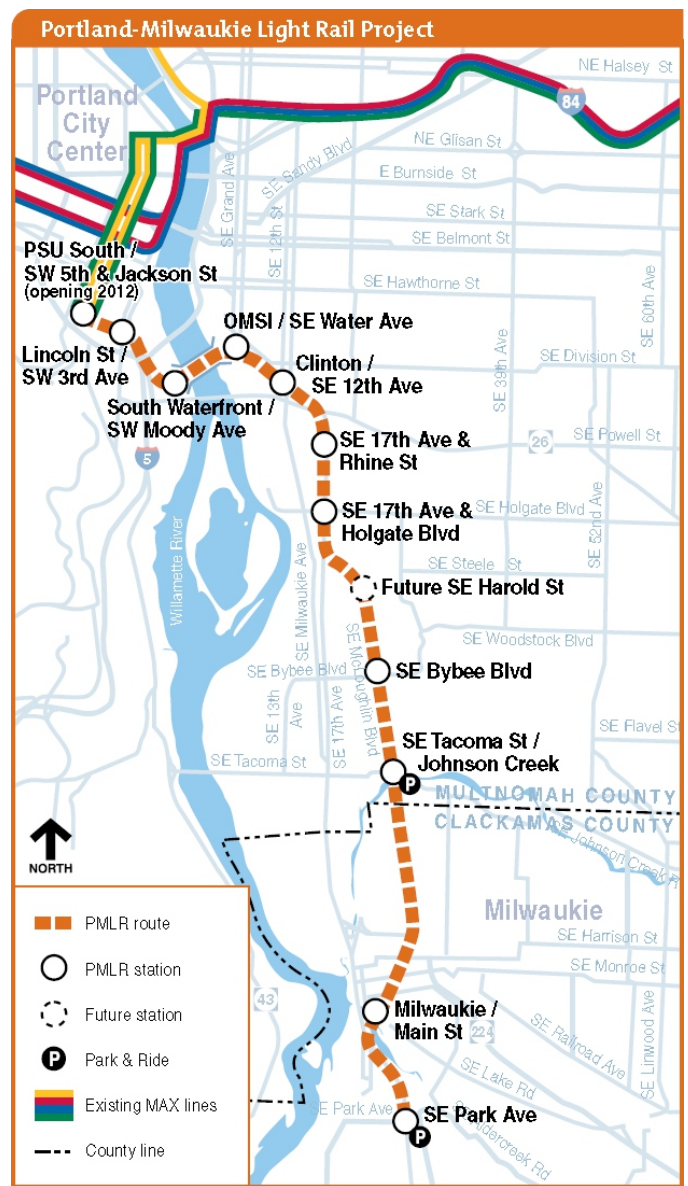 Portland-Milwaukie Light Rail Project
NE Halsey St
84
Portland
City
Center
NE Glisan St
SE Grand Ave
SE Sandy Blvd
E Burnside St
SE 12th St
SE Stark St
SE Belmont St
PSU South /
SW 5th & Jackson St
(opening 2012)
SE Hawthorne St
SE 60th Ave
OMSI / SE Water Ave
Lincoln St /
SW 3rd Ave
Clinton /
SE 12th Ave
SE 39th Ave
SE Division St
South Waterfront /
SW Moody Ave
5
SE 17th Ave &
Rhine St
26
SE Powell St
SE 17th Ave &
Holgate Blvd
SE Holgate Blvd
SE 52nd Ave
Willamette River
SE Milwaukie Ave
SE Steele St
Future SE Harold St
SE Woodstock Blvd
SE McLoughlin Blvd
SE Bybee Blvd
SE Bybee Blvd
SE 13th
Ave
SE 17th Ave
SE Flavel St
SE Tacoma St
SE Tacoma St /
Johnson Creek
P
MULTNOMAH COUNTY
CLACKAMAS COUNTY
SE Johnson Creek
NORTH
Milwaukie
SE Harrison St
SE Monroe St
43
Milwaukie /
Main St
224
SE Railroad Ave
SE Linwood Ave
SE Lake Rd
SE Park Ave
SE Park Ave
P
Rd
PMLR route
PMLR station
Future station
P
Park & Ride
Existing MAX lines
County line